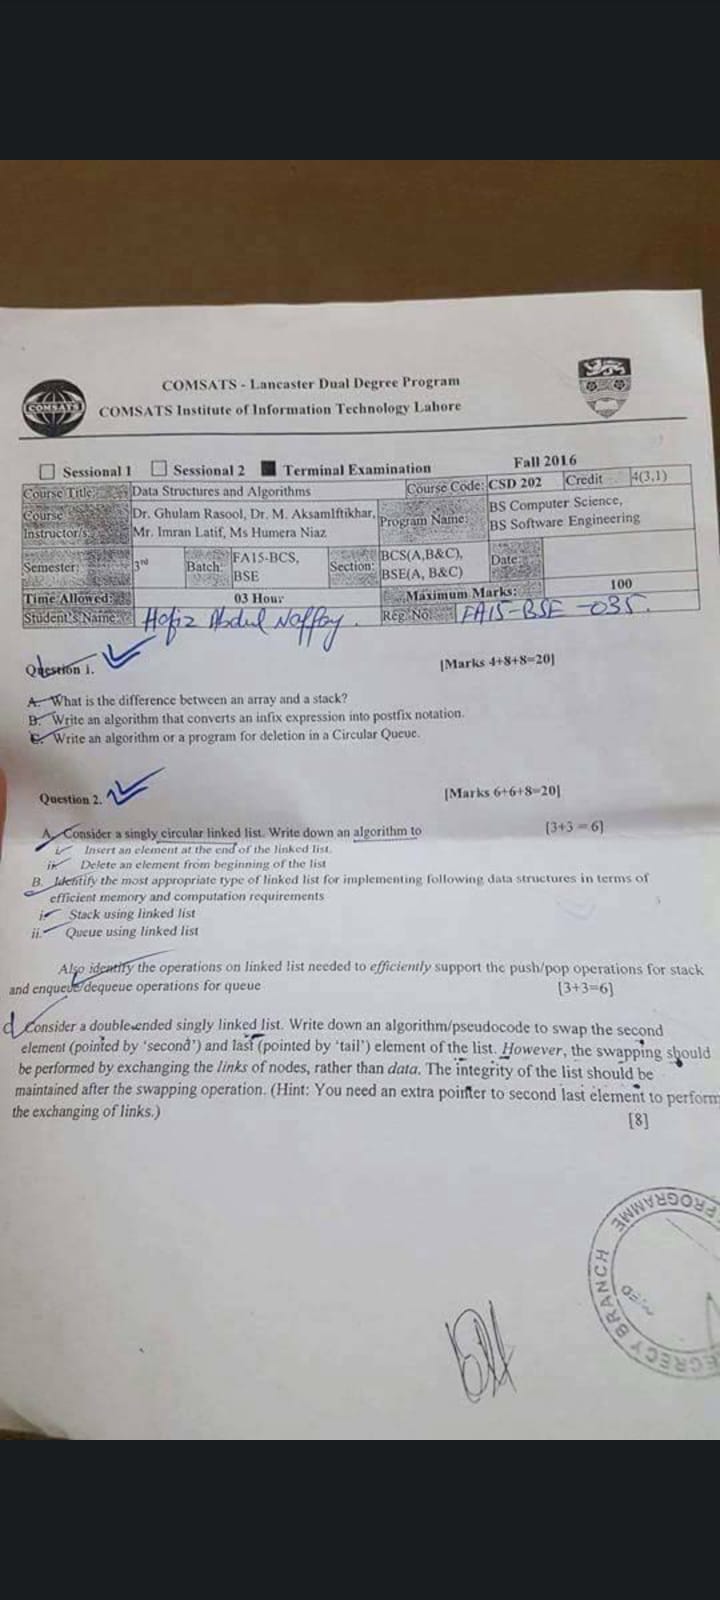 COMSATS - Lancaster Dual Degree Program
COMSATS
COMSATS Institute of Information Technology Lahore
Sessional 1 Sessional 2 Terminal Examination Fall 2016
Course Title: Data Structures and Algorithms Course Code: CSD 202 Credit 4(3,1)
Course Instructor/s: Dr. Ghulam Rasool, Dr. M. AksamIftikhar, Mr. Imran Latif, Ms Humera Niaz Program Name: BS Computer Science, BS Software Engineering
Semester: 3rd Batch: FA15-BCS, BSE Section: BCS(A,B&C), BSE(A, B&C) Date:
Time Allowed: 03 Hour Maximum Marks: 100
Student's Name: Hafiz Abdul Naffay. Reg. No. FA15-BSE-035.
Question 1. [Marks 4+8+8=20]
A. What is the difference between an array and a stack?
B. Write an algorithm that converts an infix expression into postfix notation.
C. Write an algorithm or a program for deletion in a Circular Queue.
Question 2. [Marks 6+6+8=20]
A. Consider a singly circular linked list. Write down an algorithm to [3+3 = 6]
i. Insert an element at the end of the linked list.
ii. Delete an element from beginning of the list
B. Identify the most appropriate type of linked list for implementing following data structures in terms of
efficient memory and computation requirements
i. Stack using linked list
ii. Queue using linked list
Also identify the operations on linked list needed to efficiently support the push/pop operations for stack
and enqueue/dequeue operations for queue [3+3=6]
Consider a double-ended singly linked list. Write down an algorithm/pseudocode to swap the second
element (pointed by 'second') and last (pointed by 'tail') element of the list. However, the swapping should
be performed by exchanging the links of nodes, rather than data. The integrity of the list should be
maintained after the swapping operation. (Hint: You need an extra pointer to second last element to perform
the exchanging of links.)
[8]
PROGRAMME
SECRECY BRANCH